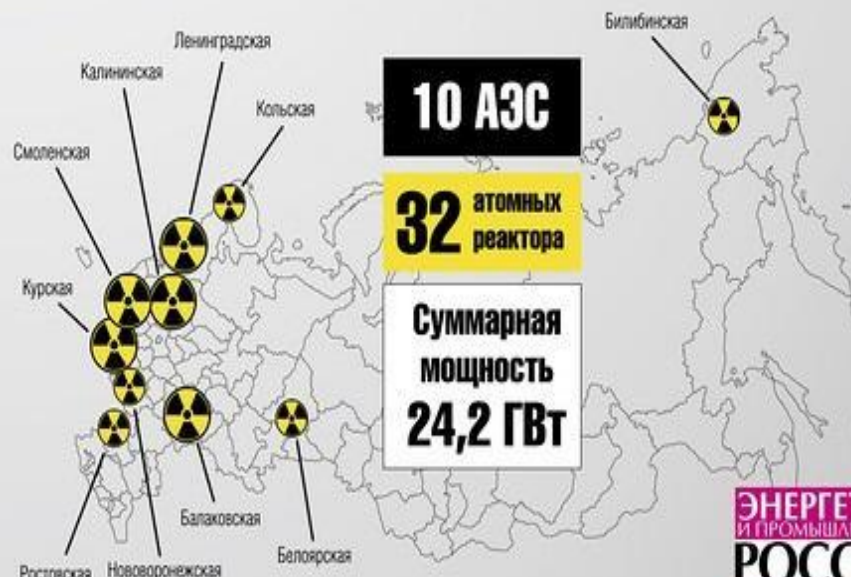 Ленинградская
Билибинская
Калининская
Кольская
Смоленская
Курская
10 АЭС
32 атомных
реактора
Суммарная
мощность
24,2 ГВт
Балаковская
Белоярская
Нововоронежская
Ростовская
ЭНЕРГЕТ
И ПРОМЫШЛ
РОСС